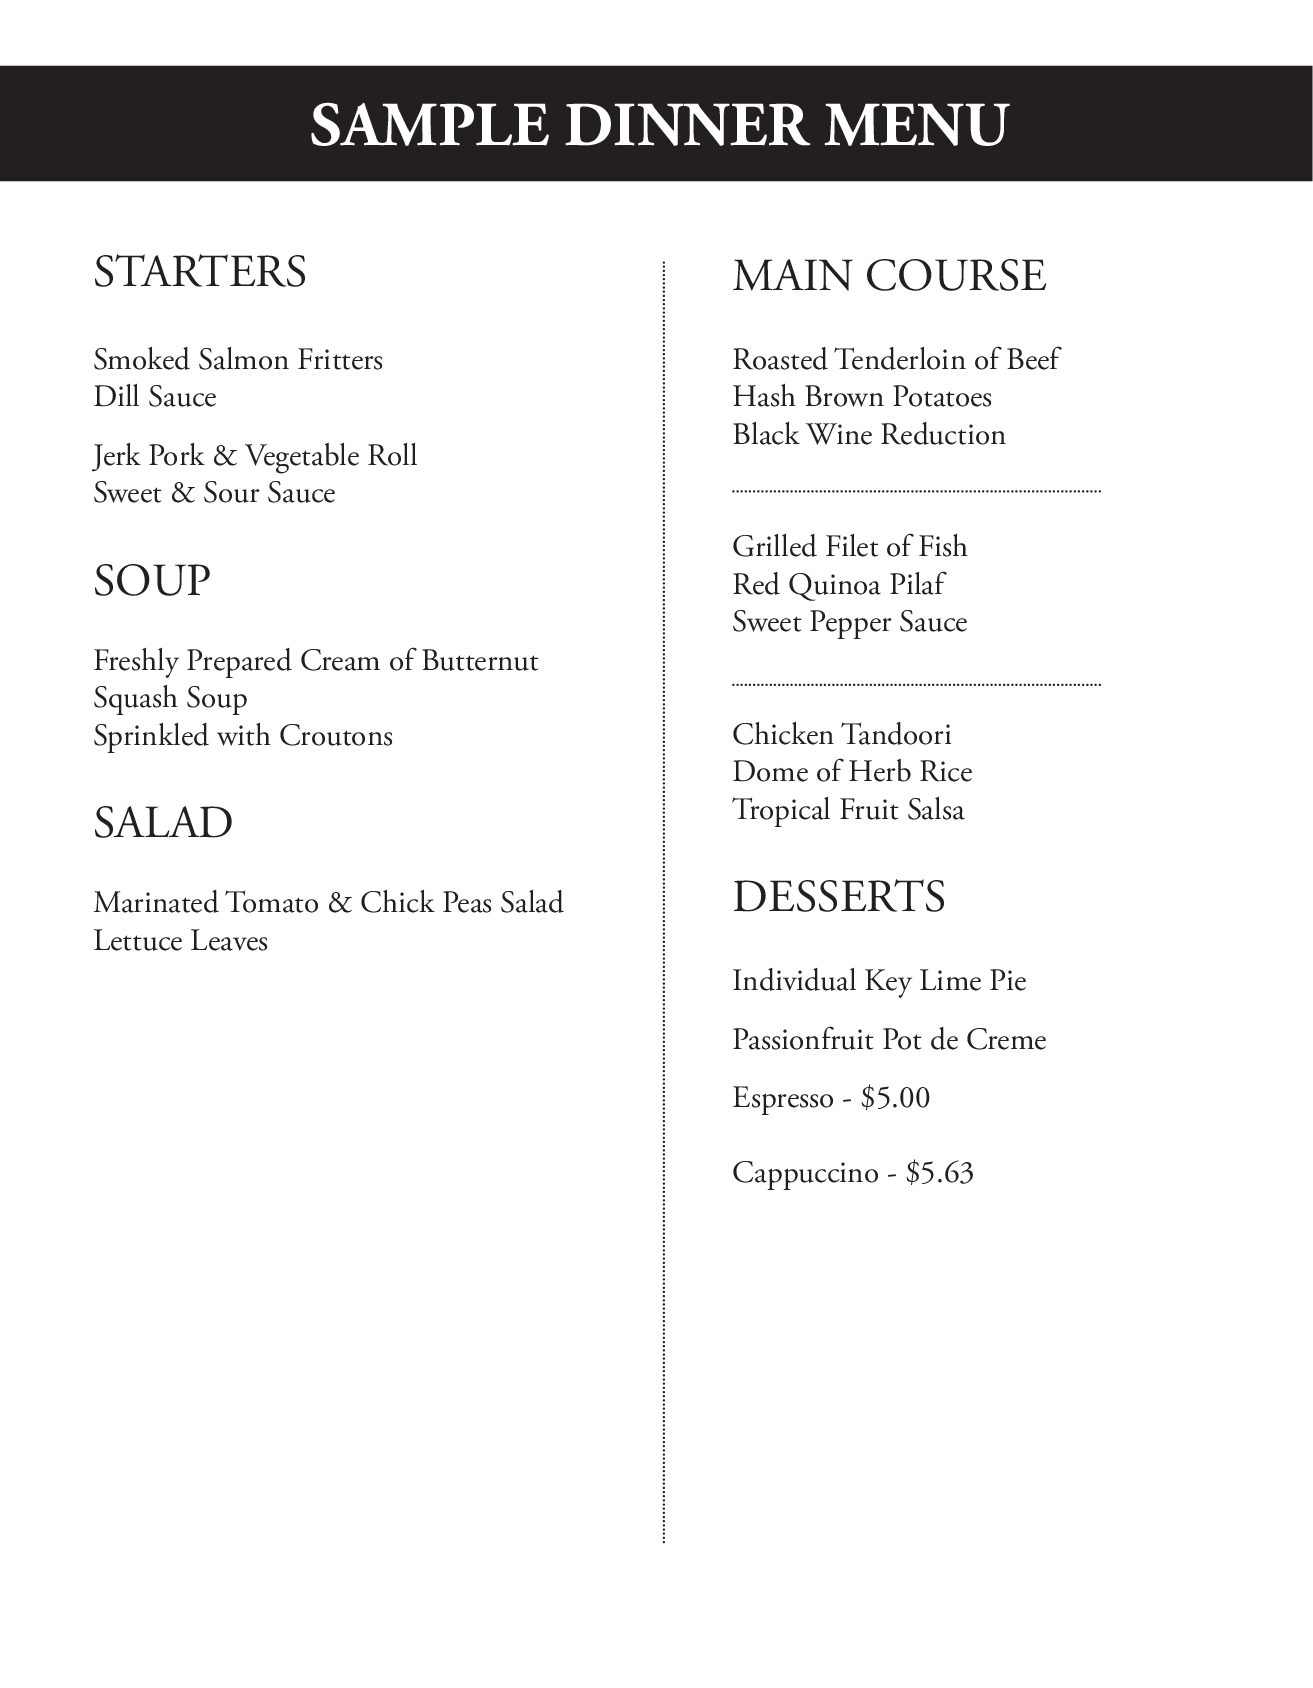 SAMPLE DINNER MENU
STARTERS
Smoked Salmon Fritters
Dill Sauce
Jerk Pork & Vegetable Roll
Sweet & Sour Sauce
SOUP
Freshly Prepared Cream of Butternut
Squash Soup
Sprinkled with Croutons
SALAD
Marinated Tomato & Chick Peas Salad
Lettuce Leaves
MAIN COURSE
Roasted Tenderloin of Beef
Hash Brown Potatoes
Black Wine Reduction
Grilled Filet of Fish
Red Quinoa Pilaf
Sweet Pepper Sauce
Chicken Tandoori
Dome of Herb Rice
Tropical Fruit Salsa
DESSERTS
Individual Key Lime Pie
Passionfruit Pot de Creme
Espresso - $5.00
Cappuccino - $5.63